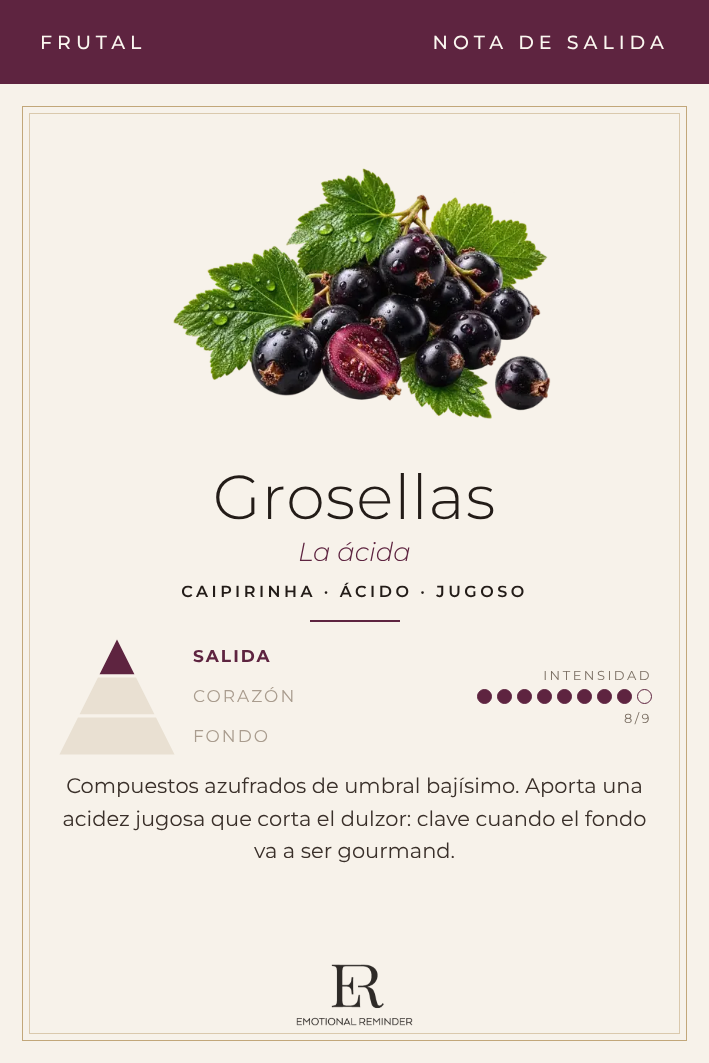 FRUTAL
NOTA DE SALIDA
Grosellas
La ácida
CAIPIRINHA · ÁCIDO · JUGOSO
SALIDA
CORAZÓN
FONDO
INTENSIDAD
8/9
Compuestos azufrados de umbral bajísimo. Aporta una
acidez jugosa que corta el dulzor: clave cuando el fondo
va a ser gourmand.
ER
EMOTIONAL REMINDER